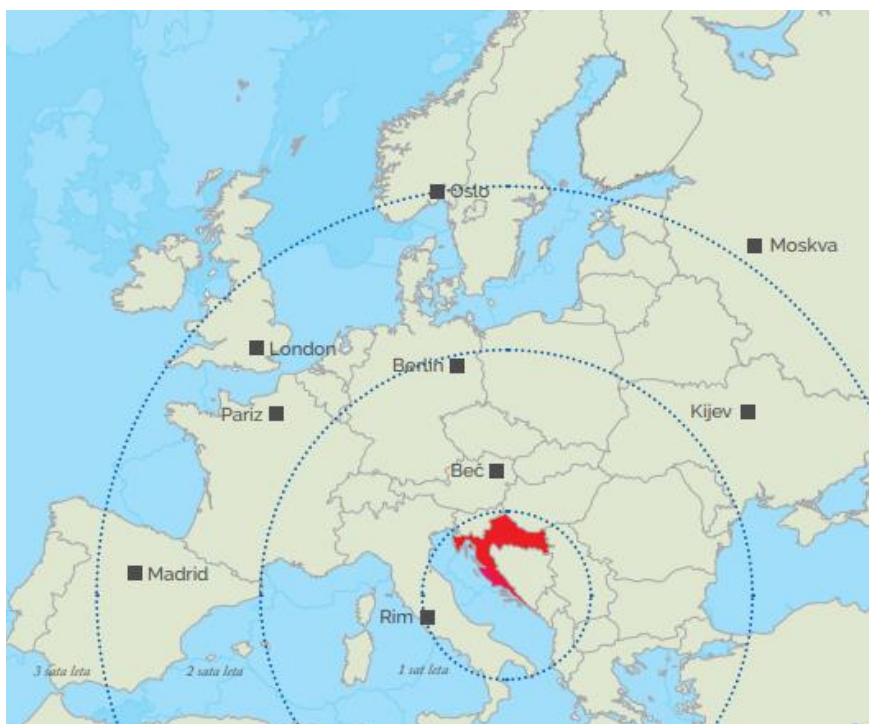 Oslo
Moskva
London
Berlin
Pariz
Kijev
Beč
Madrid
Rim
3 sata leta
2 sata leta
1 sat leta